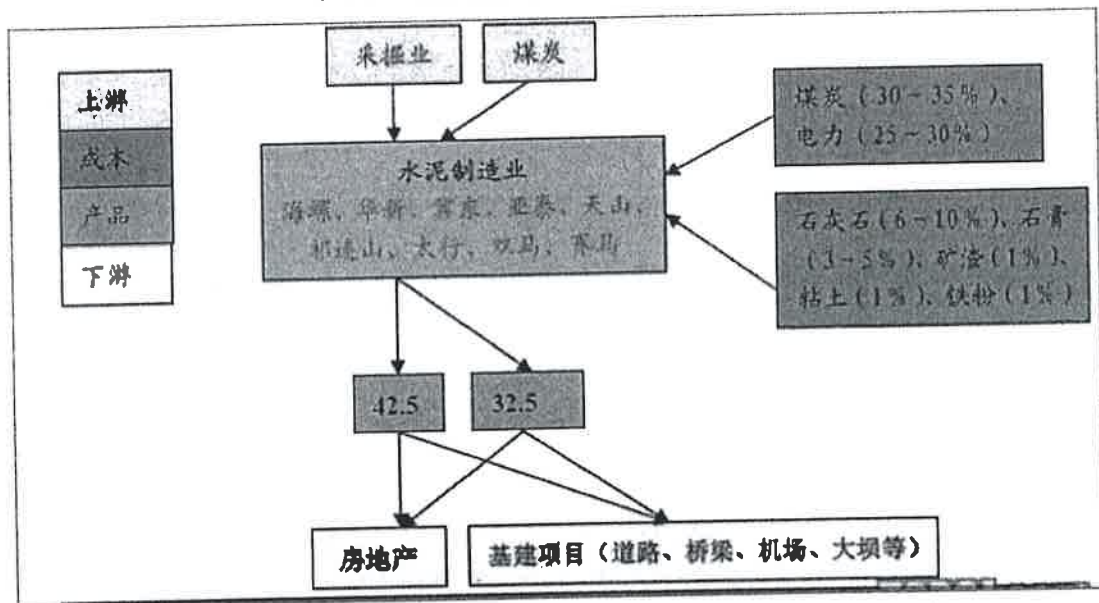 采掘业
煤炭
上游
成本
产品
下游
煤炭(30~35%)、
电力(25~30%)
水泥制造业
海螺、华新、冀东、亚泰、天山、
祁连山、太行、双马、
石灰石(6~10%)、石膏
(3~5%)、矿渣(1%)、
粘土(1%)、铁粉(1%)
42.5
32.5
房地产
基建项目(道路、桥梁、机场、大坝等)